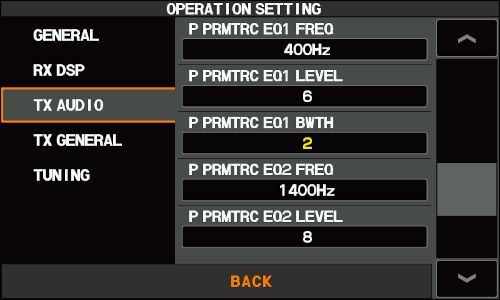 OPERATION SETTING
GENERAL
RX DSP
TX AUDIO
TX GENERAL
TUNING
P PRMTRC EQ1 FREQ
400Hz
P PRMTRC EQ1 LEVEL
6
P PRMTRC EQ1 BWTH
2
P PRMTRC EQ2 FREQ
1400Hz
P PRMTRC EQ2 LEVEL
8
BACK